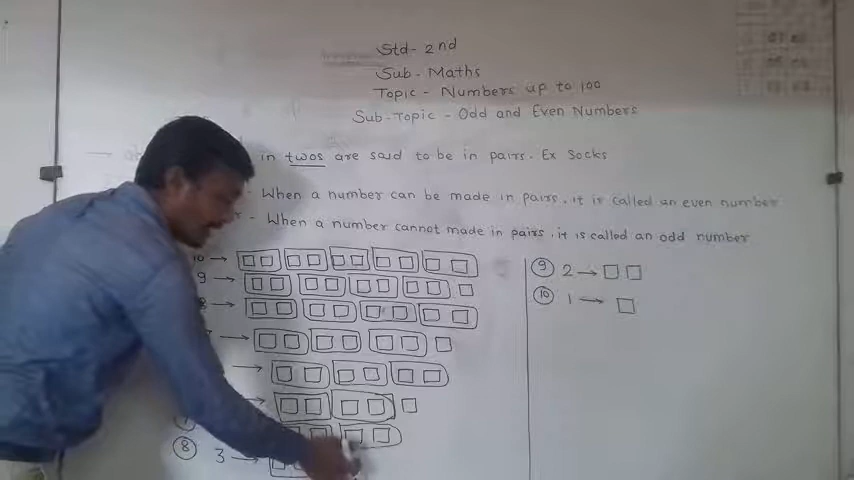 Std- 2nd
Sub- Maths
Topic - Numbers up to 100
Sub-Topic - Odd and Even Numbers
in twos are said to be in pairs. Ex Socks
- When a number can be made in pairs, it is called an even number
- When a number cannot made in pairs, it is called an odd number
10 →
9 →
8 →
→
→
→
⑧ 3 →
⑨ 2 →
⑩ 1 →